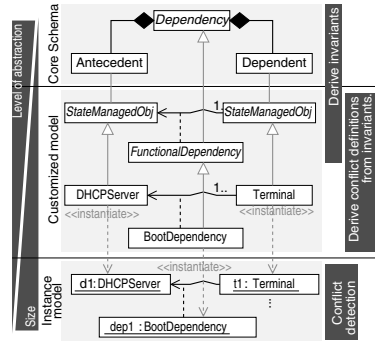 Level of abstraction
Size
Core Schema
Dependency
Antecedent
Dependent
Derive invariants
Customized model
StateManagedObj
1..
StateManagedObj
FunctionalDependency
DHCPServer
1..
Terminal
<<instantiate>>
<<instantiate>>
BootDependency
Derive conflict definitions
from invariants.
Instance
model
<<instantiate>>
d1:DHCPServer
t1 : Terminal
dep1 : BootDependency
Conflict
detection